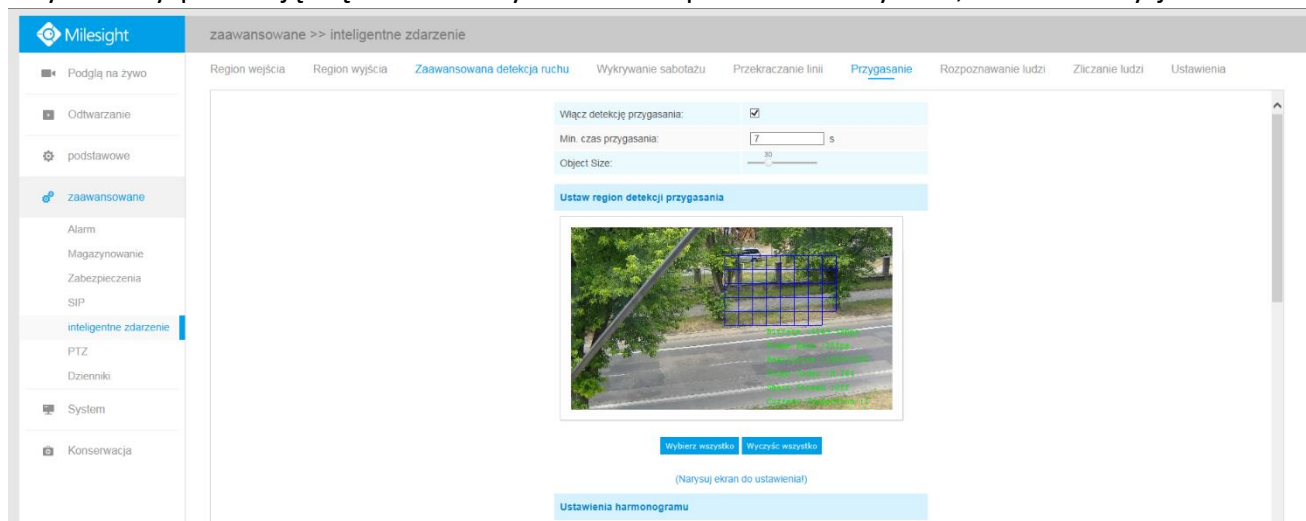 Milesight
zaawansowane >> inteligentne zdarzenie
Podglą na żywo
Odtwarzanie
podstawowe
zaawansowane
Alarm
Magazynowanie
Zabezpieczenia
SIP
inteligentne zdarzenie
PTZ
Dzienniki
System
Konserwacja
Region wejścia Region wyjścia Zaawansowana detekcja ruchu Wykrywanie sabotażu Przekraczanie linii Przygasanie Rozpoznawanie ludzi Zliczanie ludzi Ustawienia
Włącz detekcję przygasania:
Min. czas przygasania: 7 s
Object Size: 30
Ustaw region detekcji przygasania
Wybierz wszystko Wyczyśc wszystko
(Narysuj ekran do ustawienia!)
Ustawienia harmonogramu